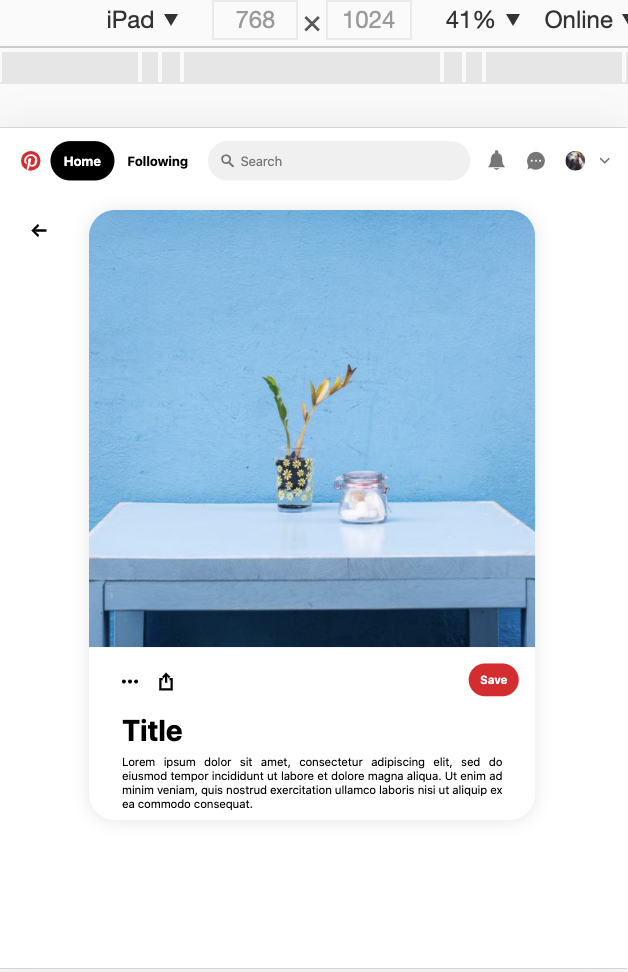 iPad ▼ 768 × 1024 41% ▼ Online ▼
Home Following Search
Save
Title
Lorem ipsum dolor sit amet, consectetur adipiscing elit, sed do
eiusmod tempor incididunt ut labore et dolore magna aliqua. Ut enim ad
minim veniam, quis nostrud exercitation ullamco laboris nisi ut aliquip ex
ea commodo consequat.